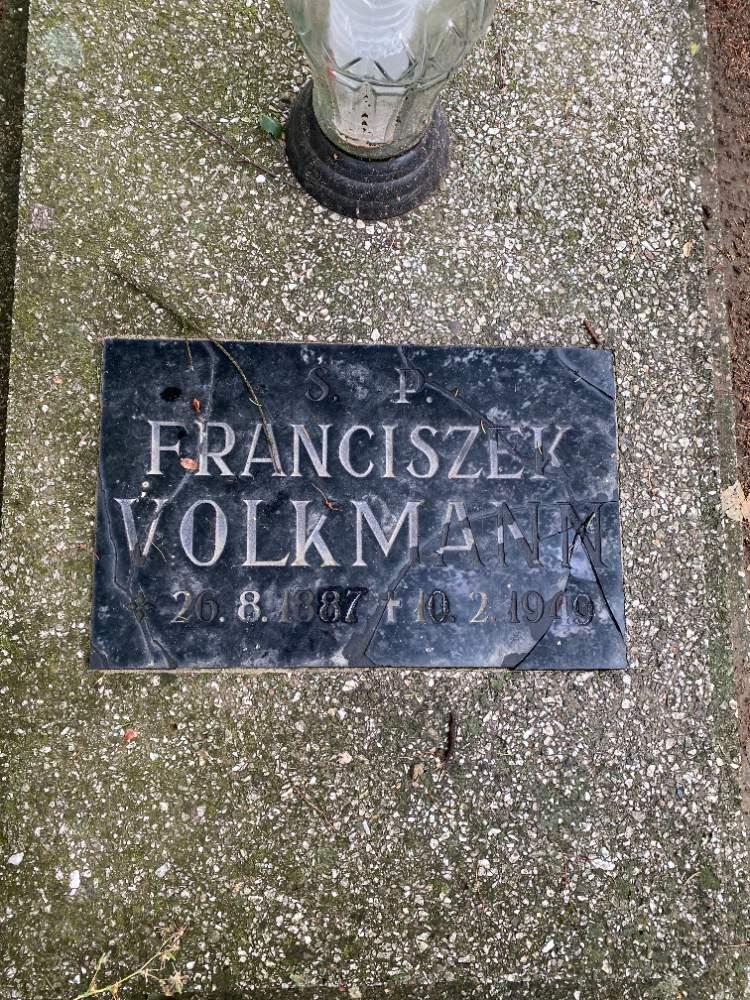 S. P.
FRANCISZEK
VOLKMANN
* 26. 8. 1887 + 10. 2. 1949